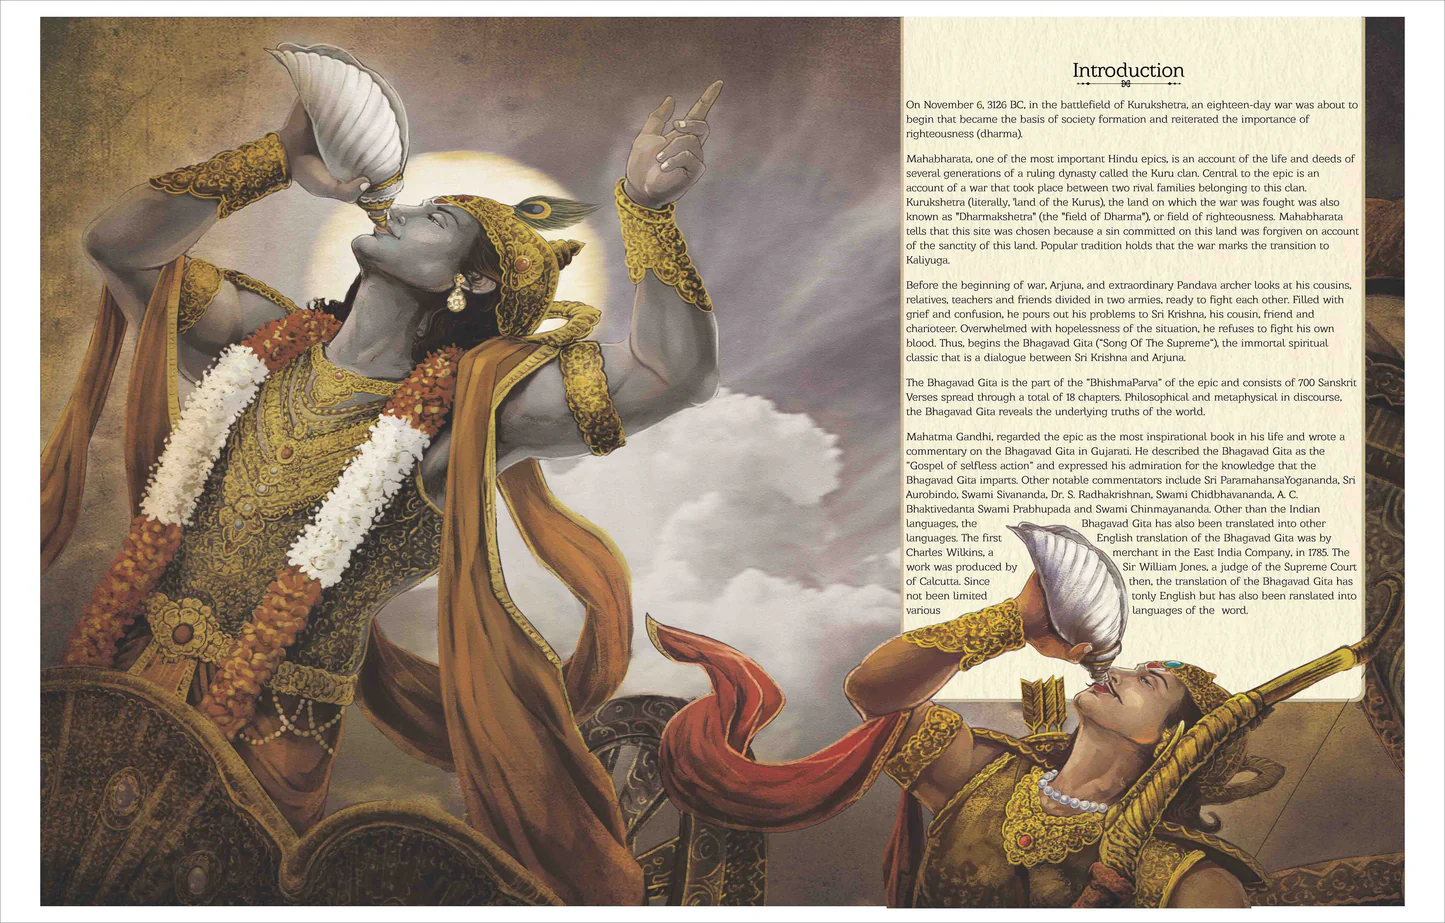 Introduction
On November 6, 3126 BC, in the battlefield of Kurukshetra, an eighteen-day war was about to
begin that became the basis of society formation and reiterated the importance of
righteousness (dharma).
Mahabharata, one of the most important Hindu epics, is an account of the life and deeds of
several generations of a ruling dynasty called the Kuru clan. Central to the epic is an
account of a war that took place between two rival families belonging to this clan.
Kurukshetra (literally, 'land of the Kurus), the land on which the war was fought was also
known as "Dharmakshetra" (the "field of Dharma"), or field of righteousness. Mahabharata
tells that this site was chosen because a sin committed on this land was forgiven on account
of the sanctity of this land. Popular tradition holds that the war marks the transition to
Kaliyuga.
Before the beginning of war, Arjuna, and extraordinary Pandava archer looks at his cousins,
relatives, teachers and friends divided in two armies, ready to fight each other. Filled with
grief and confusion, he pours out his problems to Sri Krishna, his cousin, friend and
charioteer. Overwhelmed with hopelessness of the situation, he refuses to fight his own
blood. Thus, begins the Bhagavad Gita ("Song Of The Supreme"), the immortal spiritual
classic that is a dialogue between Sri Krishna and Arjuna.
The Bhagavad Gita is the part of the "BhishmaParva" of the epic and consists of 700 Sanskrit
Verses spread through a total of 18 chapters. Philosophical and metaphysical in discourse,
the Bhagavad Gita reveals the underlying truths of the world.
Mahatma Gandhi, regarded the epic as the most inspirational book in his life and wrote a
commentary on the Bhagavad Gita in Gujarati. He described the Bhagavad Gita as the
"Gospel of selfless action" and expressed his admiration for the knowledge that the
Bhagavad Gita imparts. Other notable commentators include Sri ParamahansaYogananda, Sri
Aurobindo, Swami Sivananda, Dr. S. Radhakrishnan, Swami Chidbhavananda, A. C.
Bhaktivedanta Swami Prabhupada and Swami Chinmayananda. Other than the Indian
languages, the Bhagavad Gita has also been translated into other
languages. The first English translation of the Bhagavad Gita was by
Charles Wilkins, a merchant in the East India Company, in 1785. The
work was produced by Sir William Jones, a judge of the Supreme Court
of Calcutta. Since then, the translation of the Bhagavad Gita has
not been limited tonly English but has also been ranslated into
various languages of the word.